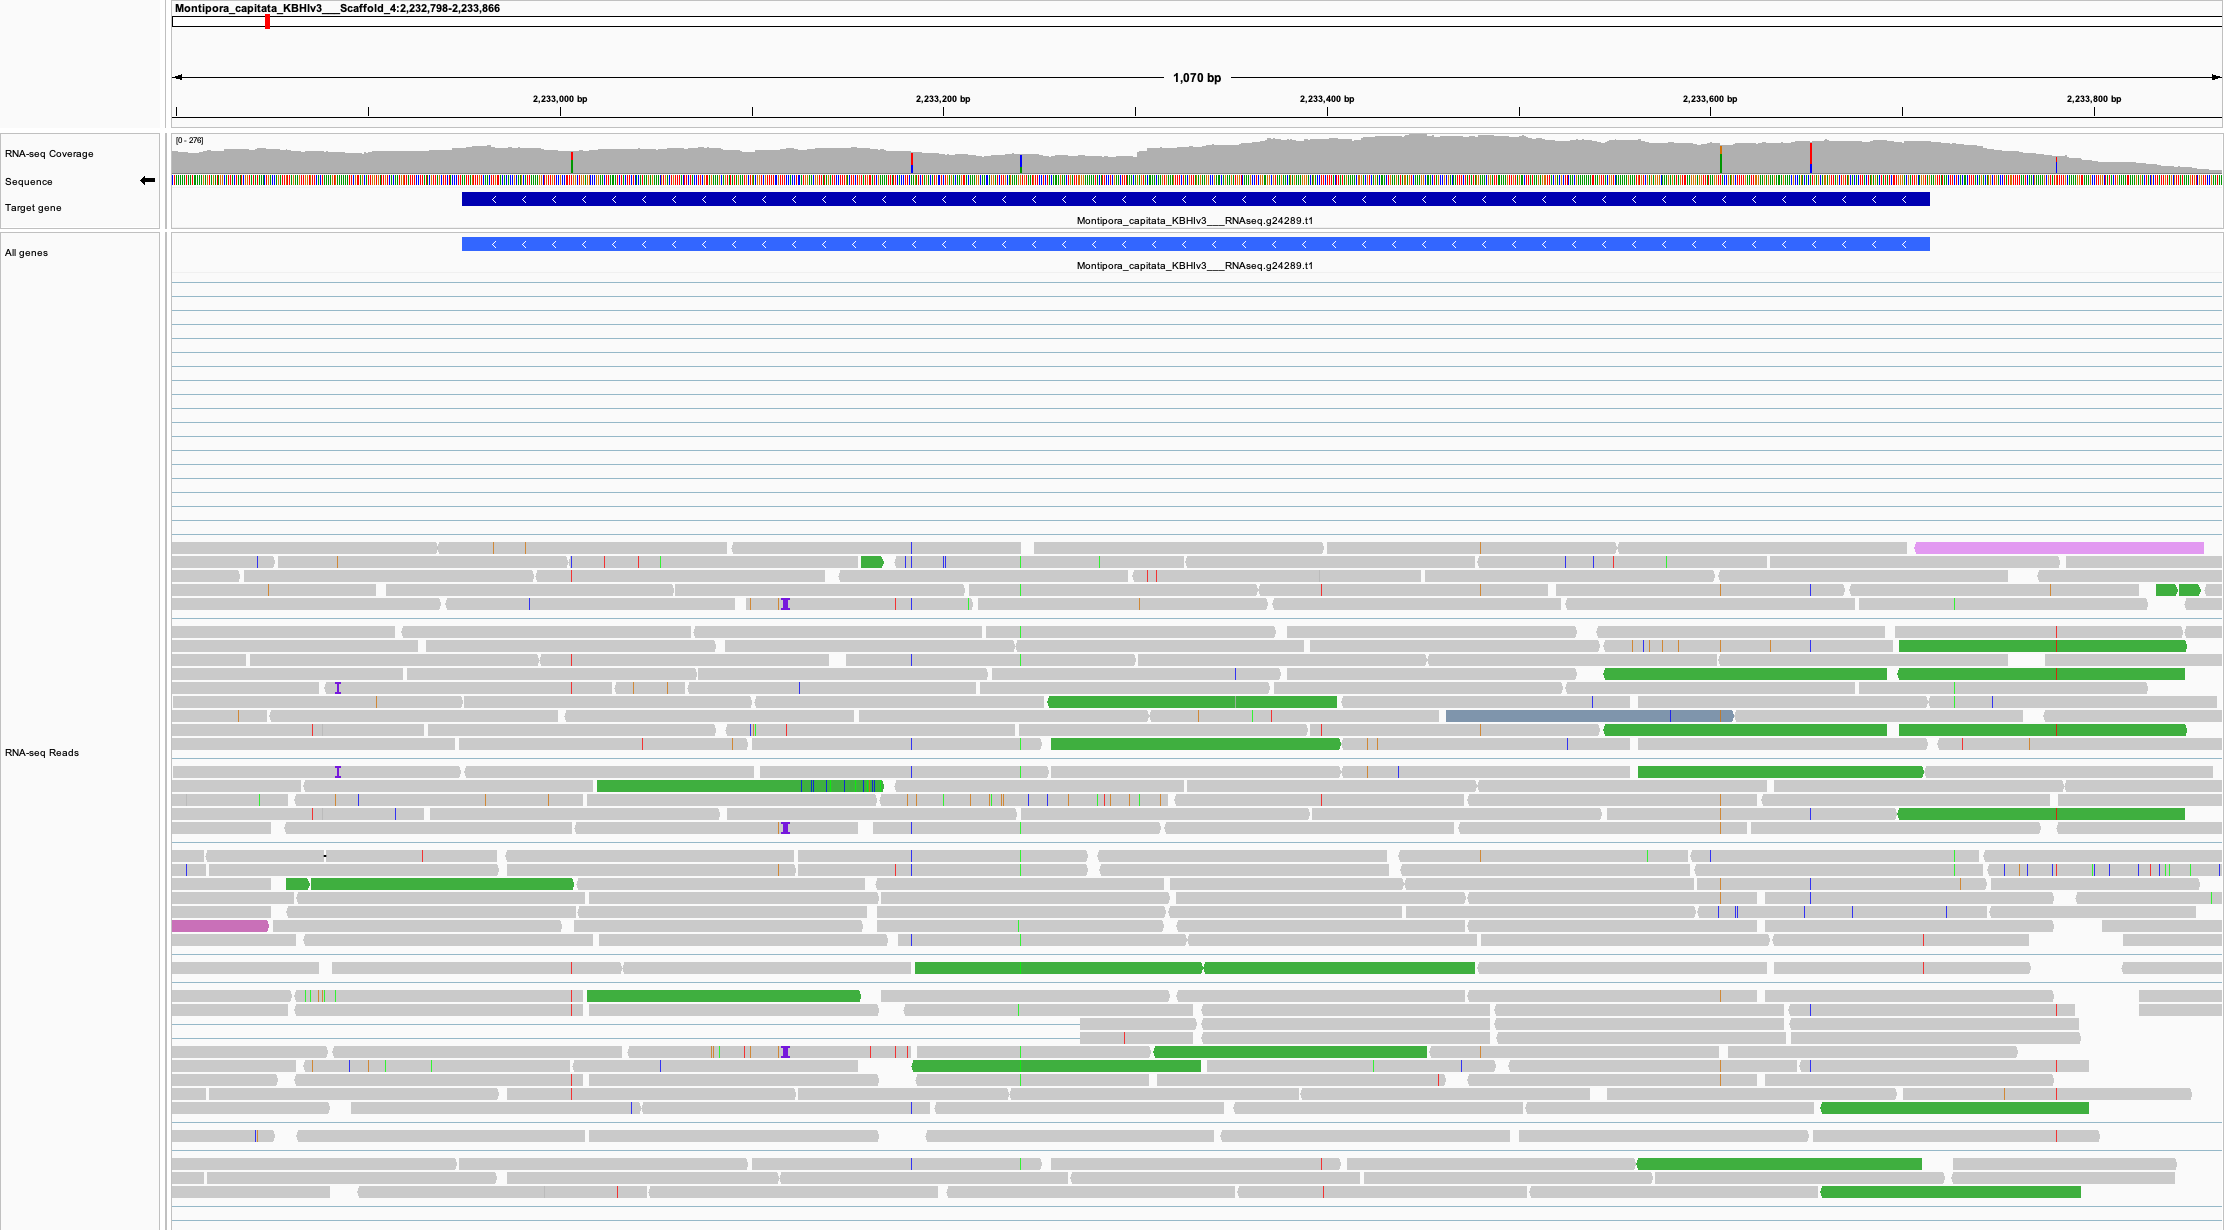 Montipora_capitata_KBHIv3___Scaffold_4:2,232,798-2,233,866
1,070 bp
2,233,000 bp 2,233,200 bp 2,233,400 bp 2,233,600 bp 2,233,800 bp
[0 - 276]
RNA-seq Coverage
Sequence
Target gene
Montipora_capitata_KBHIv3___RNAseq.g24289.t1
All genes
Montipora_capitata_KBHIv3___RNAseq.g24289.t1
RNA-seq Reads